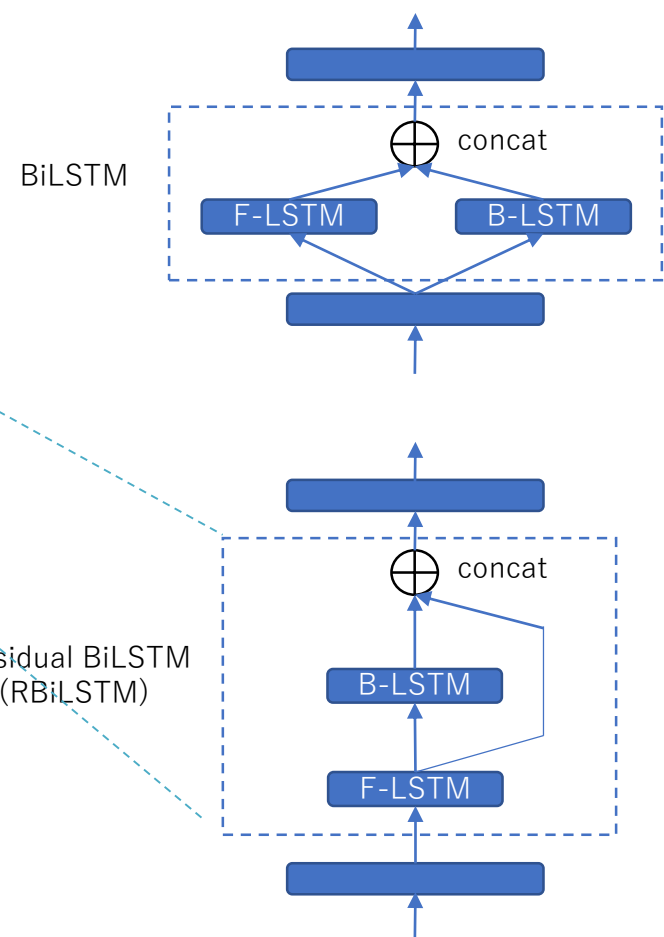 concat
BiLSTM
F-LSTM
B-LSTM
concat
sidual BiLSTM
(RBiLSTM)
B-LSTM
F-LSTM